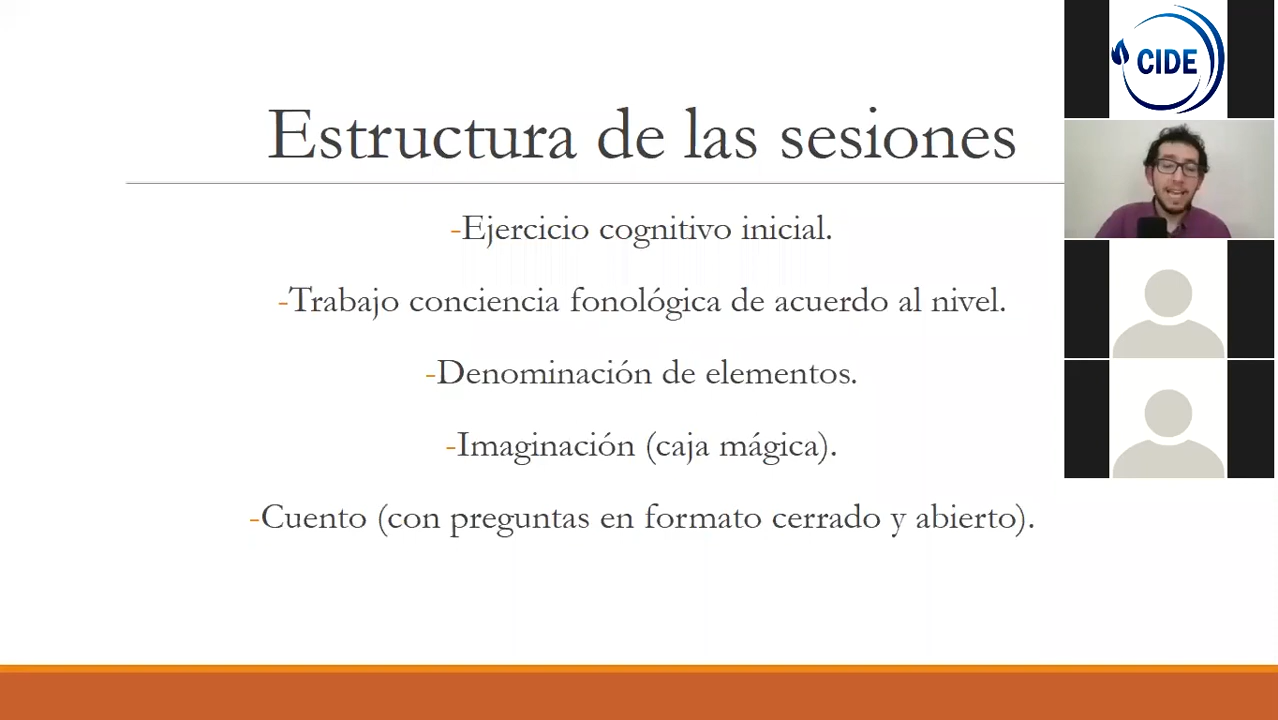 Estructura de las sesiones
-Ejercicio cognitivo inicial.
-Trabajo conciencia fonológica de acuerdo al nivel.
-Denominación de elementos.
-Imaginación (caja mágica).
-Cuento (con preguntas en formato cerrado y abierto).
CIDE